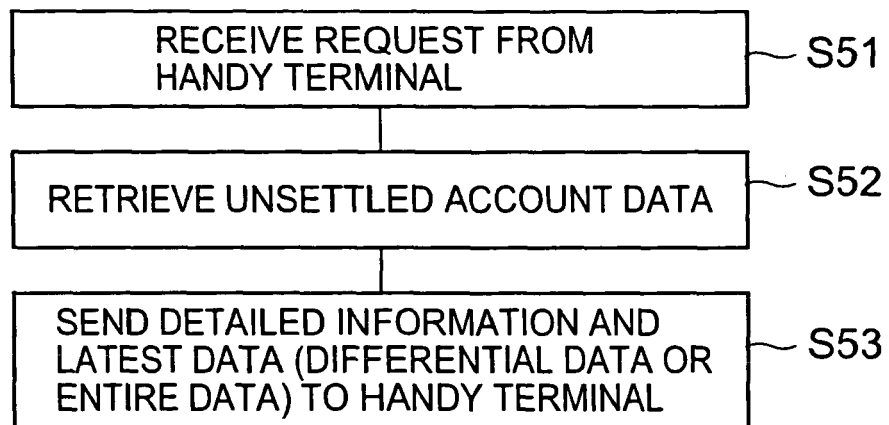 RECEIVE REQUEST FROM
HANDY TERMINAL
S51
RETRIEVE UNSETTLED ACCOUNT DATA
S52
SEND DETAILED INFORMATION AND
LATEST DATA (DIFFERENTIAL DATA OR
ENTIRE DATA) TO HANDY TERMINAL
S53